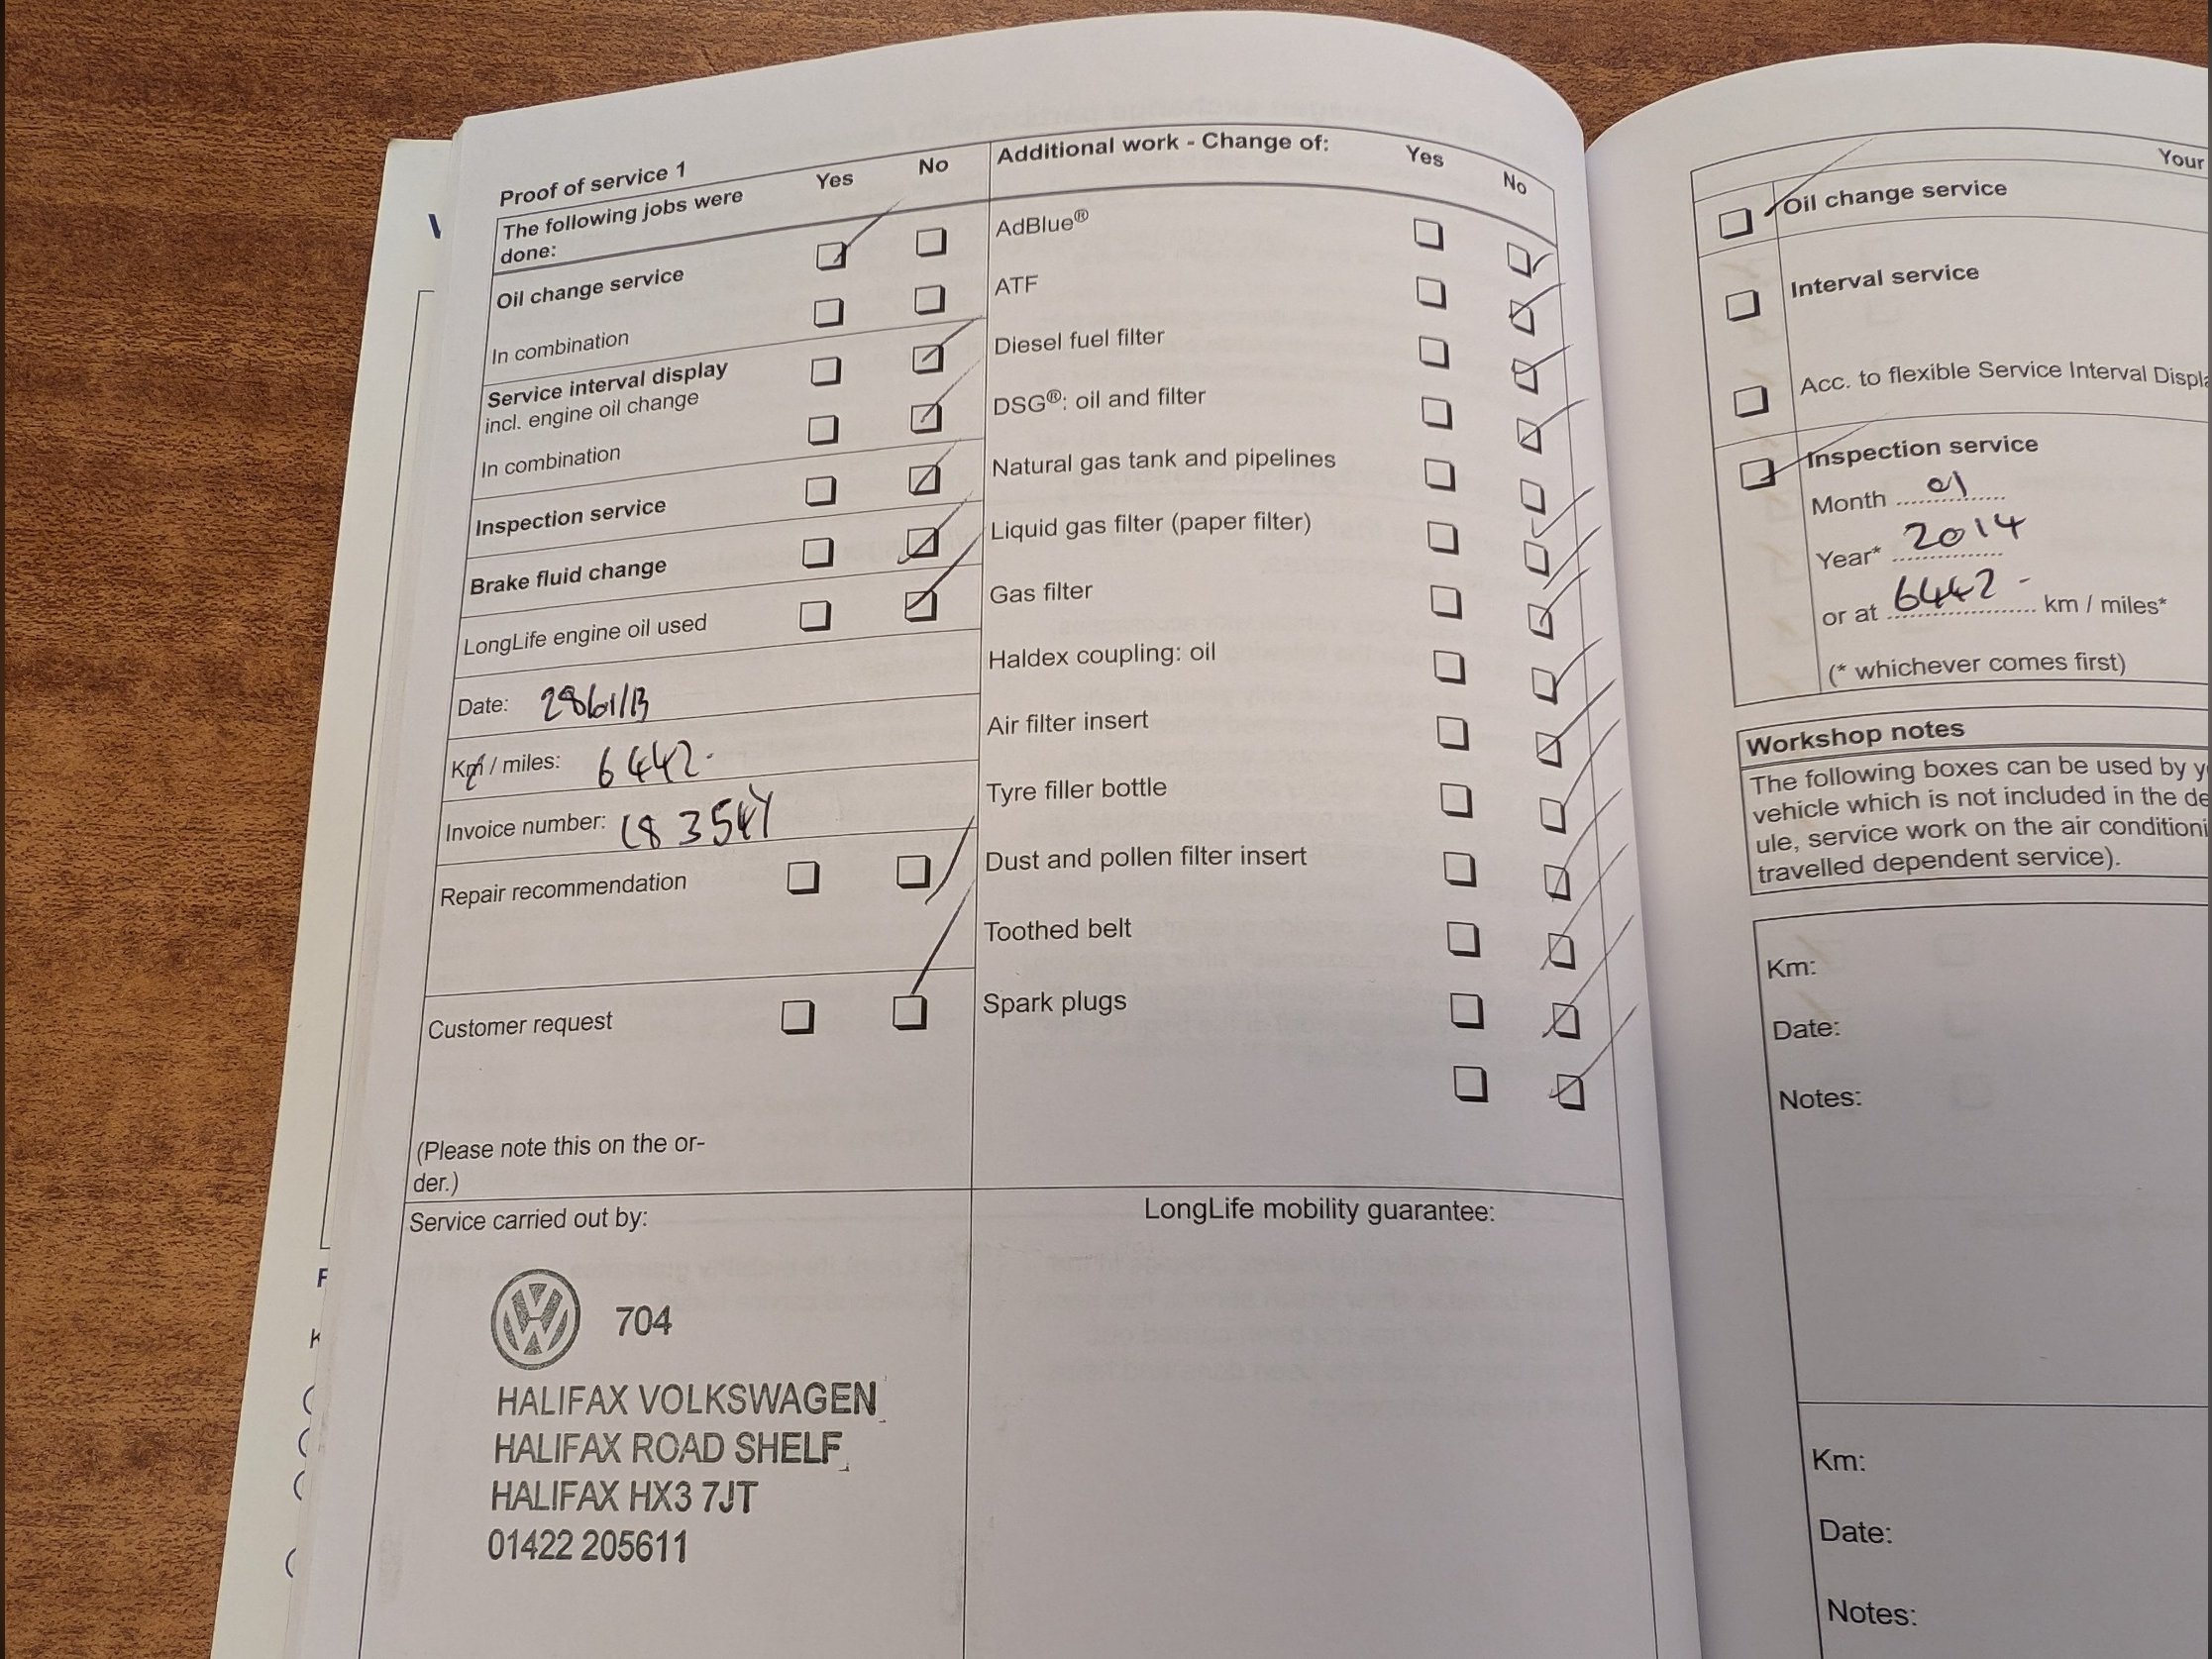 Proof of service 1
The following jobs were
done:
Yes
No
Oil change service
In combination
Service interval display
incl. engine oil change
In combination
Inspection service
Brake fluid change
LongLife engine oil used
Date:
Km / miles: 6442
Invoice number:
Repair recommendation
Customer request
(Please note this on the or-
der.)
Additional work - Change of:
Yes
No
AdBlue®
ATF
Diesel fuel filter
DSG®: oil and filter
Natural gas tank and pipelines
Liquid gas filter (paper filter)
Gas filter
Haldex coupling: oil
Air filter insert
Tyre filler bottle
Dust and pollen filter insert
Toothed belt
Spark plugs
Service carried out by:
704
HALIFAX VOLKSWAGEN
HALIFAX ROAD SHELF
HALIFAX HX3 7JT
01422 205611
LongLife mobility guarantee:
Your
Oil change service
Interval service
Acc. to flexible Service Interval
Inspection service
Month 01
Year* 2014
or at 6442 km / miles*
(* whichever comes first)
Workshop notes
The following boxes can be used by
vehicle which is not included in the
ule, service work on the air
travelled dependent service).
Km:
Date:
Notes:
Km:
Date:
Notes: